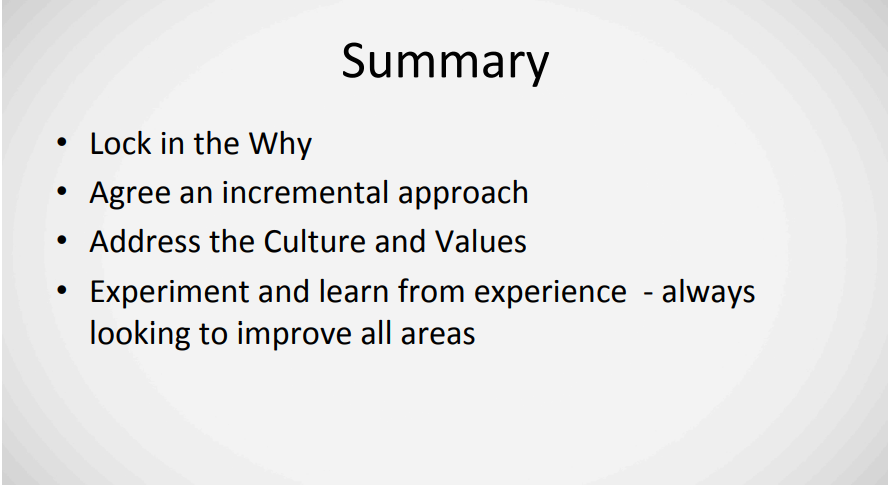 Summary
• Lock in the Why
• Agree an incremental approach
• Address the Culture and Values
• Experiment and learn from experience  - always
looking to improve all areas